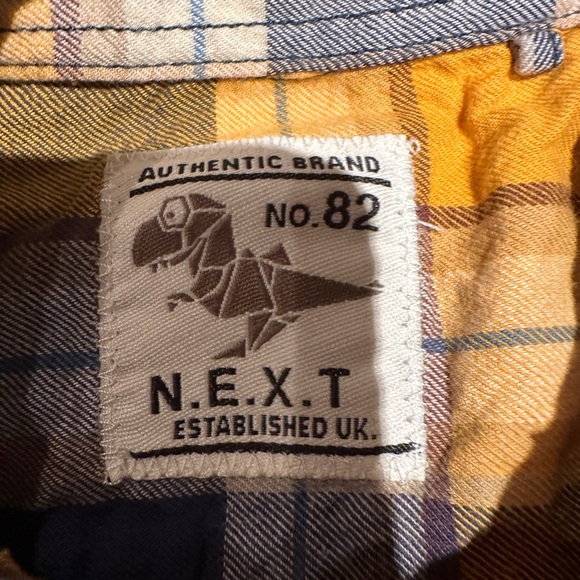 AUTHENTIC BRAND
NO.82
N.E.X.T
ESTABLISHED UK.